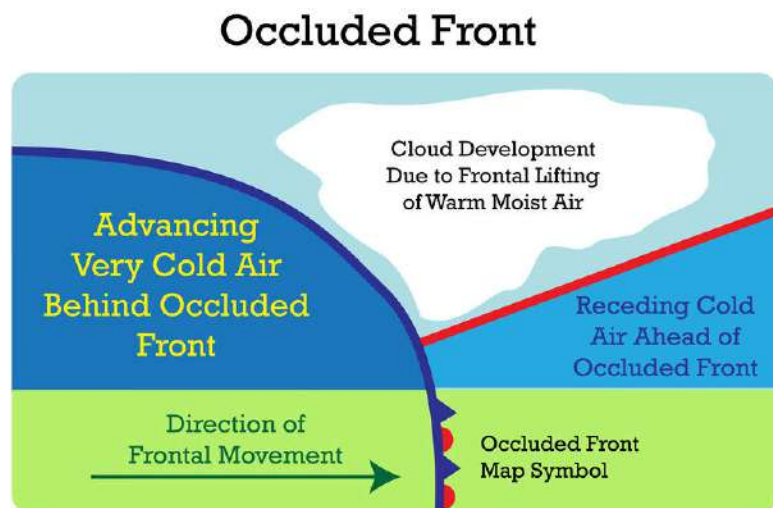 Occluded Front
Cloud Development
Due to Frontal Lifting
of Warm Moist Air
Advancing
Very Cold Air
Behind Occluded
Front
Receding Cold
Air Ahead of
Occluded Front
Direction of
Frontal Movement
Occluded Front
Map Symbol